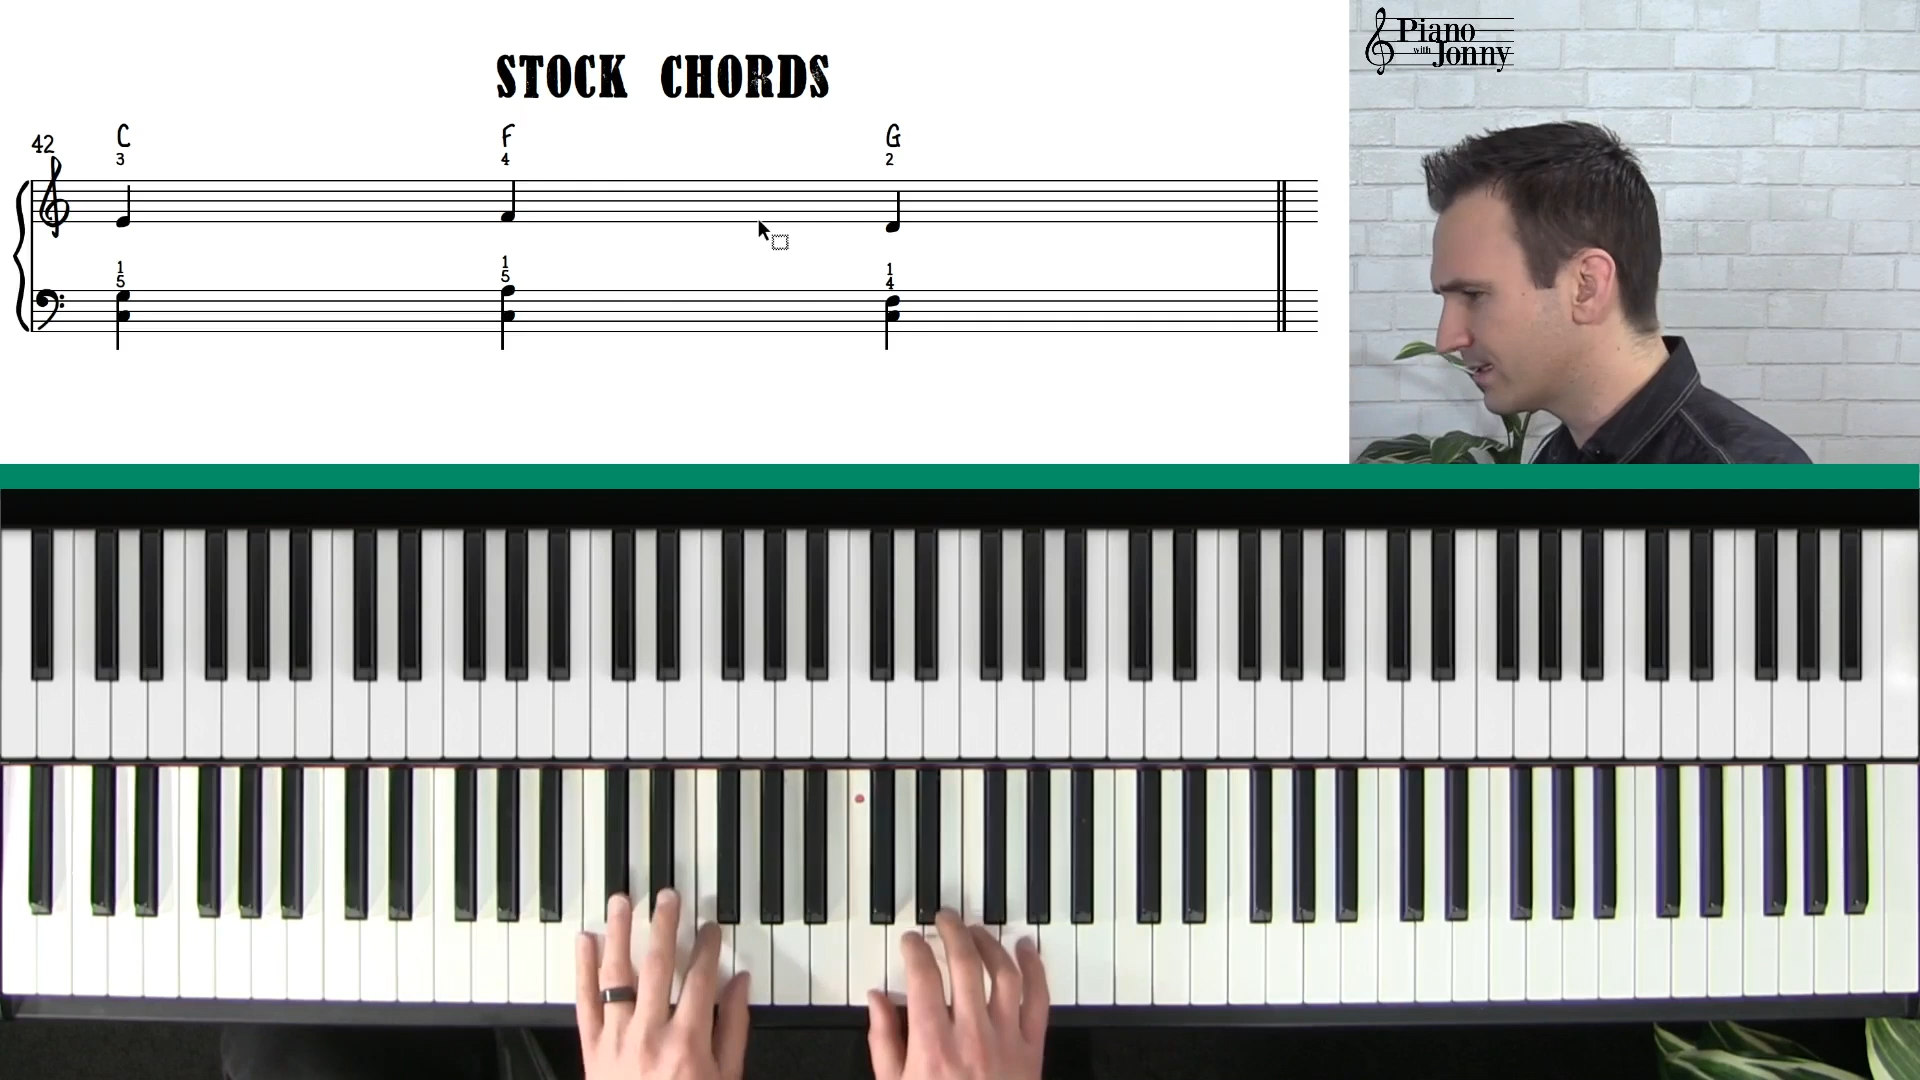 STOCK CHORDS
42 C F G
3 4 2
1 1 1
5 5 4
Piano
with
Jonny